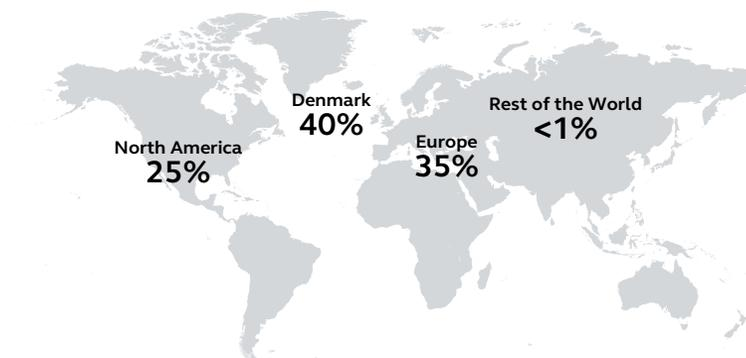 Denmark
40%
Rest of the World
<1%
Europe
35%
North America
25%